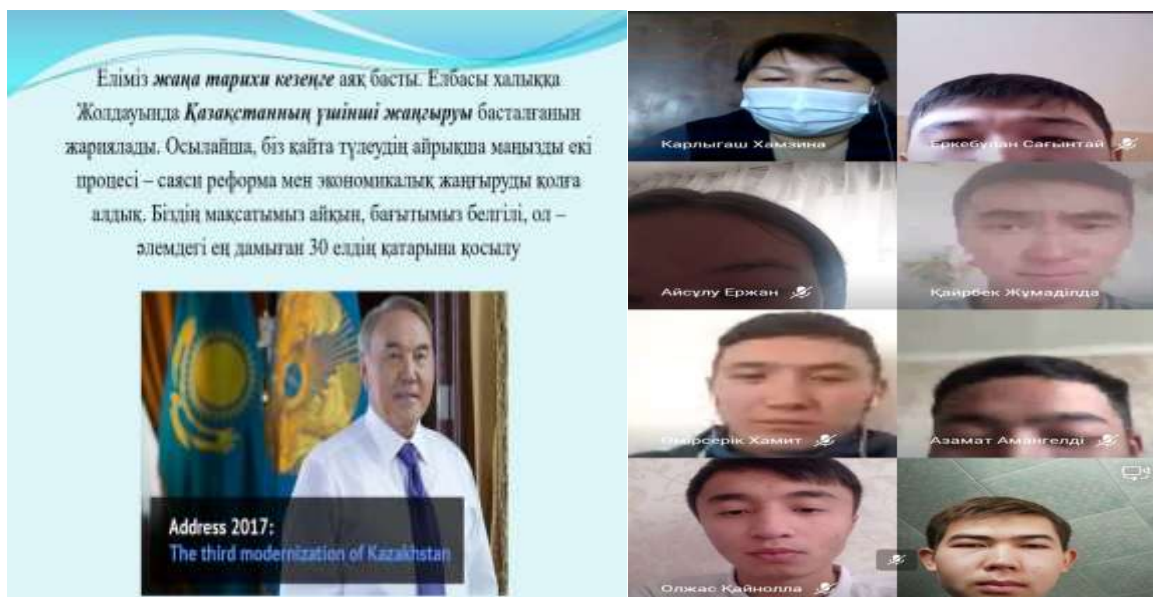 Еліміз жаңа тарихи кезеңге аяқ басты. Елбасы халыққа
Жолдауында Қазақстанның үшінші жаңғыруы басталғанын
жариялады. Осылайша, біз қайта түлеудің айрықша маңызды екі
процесі – саяси реформа мен экономикалық жаңғыруды қолға
алдық. Біздің мақсатымыз айқын, бағытымыз белгілі, ол –
әлемдегі ең дамыған 30 елдің қатарына қосылу
Address 2017:
The third modernization of Kazakhstan
Карлыгаш Хамзина
Еркебұлан Сағынтай
Айсұлу Ержан
Қайрбек Жұмаділда
Өмірсерік Хамит
Азамат Амангелді
Олжас Қайнолла